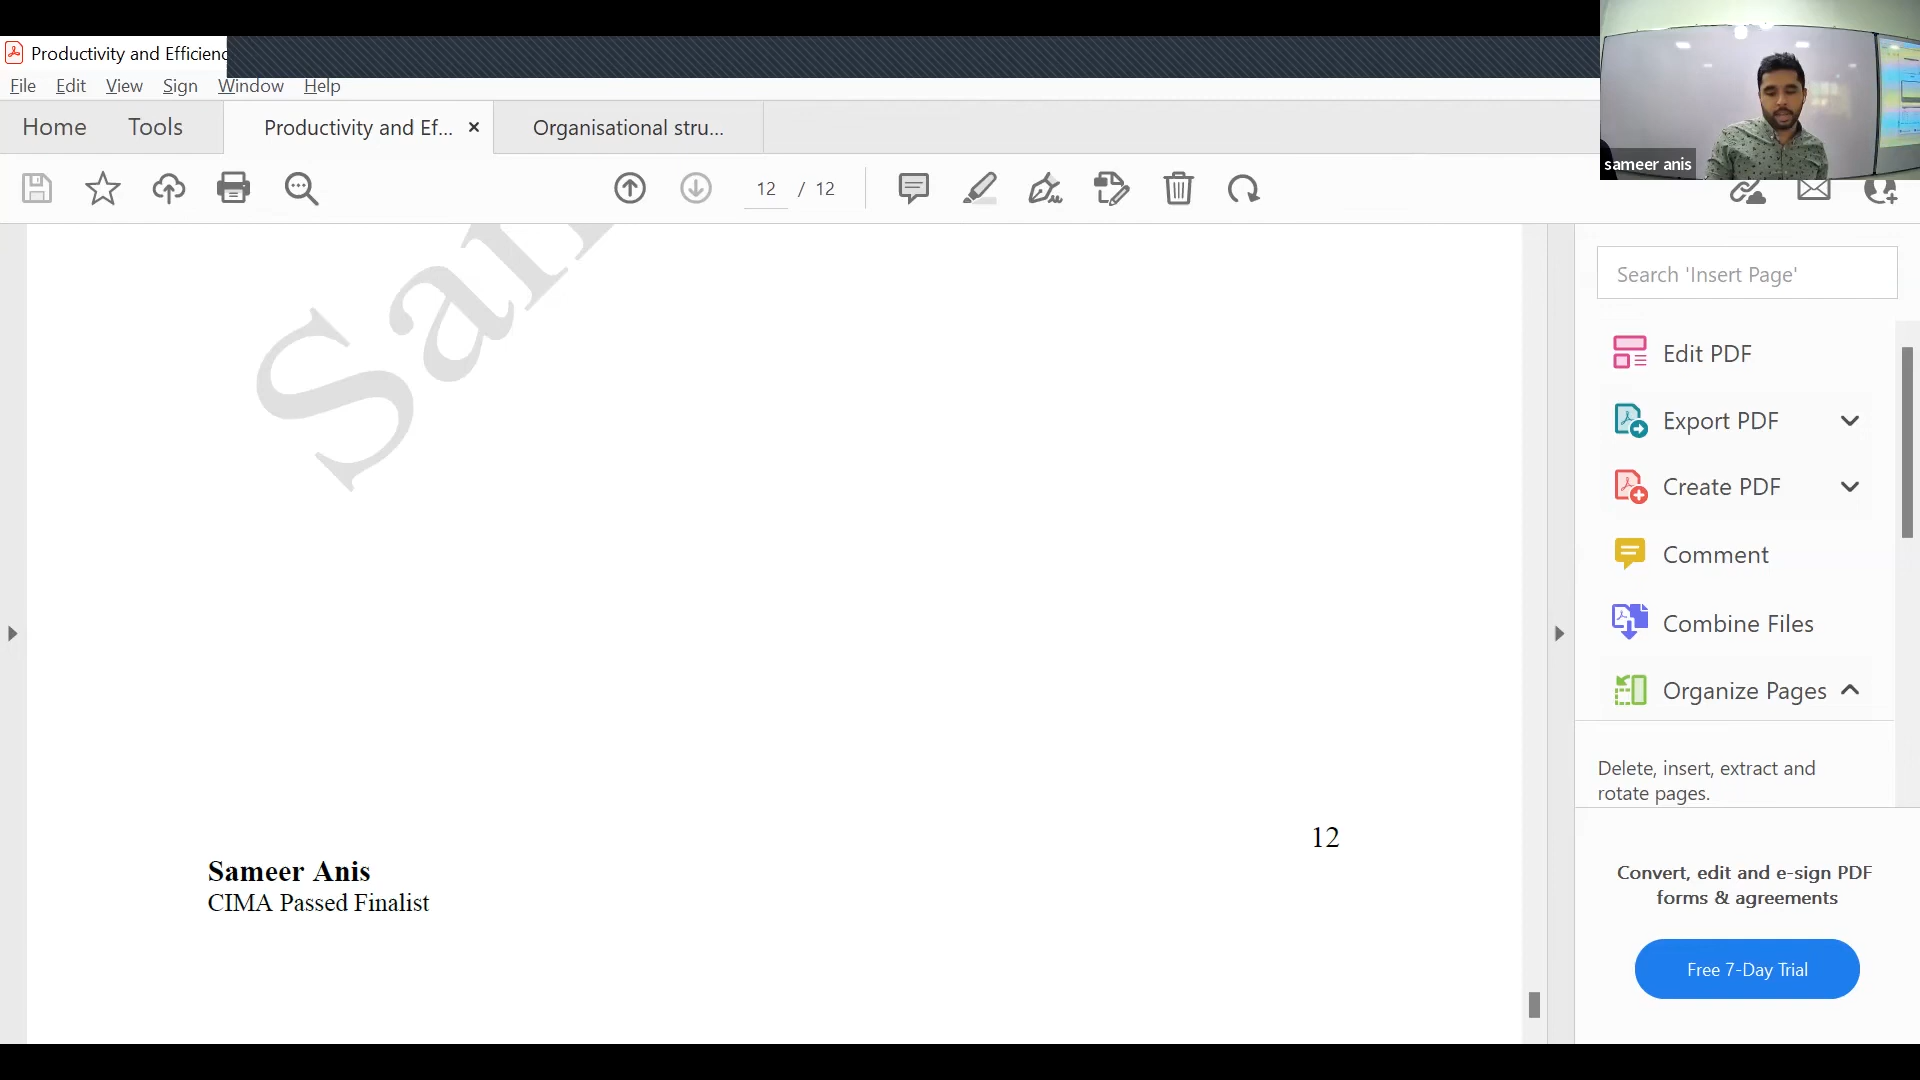 Productivity and Efficienc
File Edit View Sign Window Help
Home Tools Productivity and Ef... × Organisational stru...
12 / 12
sameer anis
Search 'Insert Page'
San
Edit PDF
Export PDF
Create PDF
Comment
Combine Files
Organize Pages
Delete, insert, extract and
rotate pages.
12
Sameer Anis
CIMA Passed Finalist
Convert, edit and e-sign PDF
forms & agreements
Free 7-Day Trial